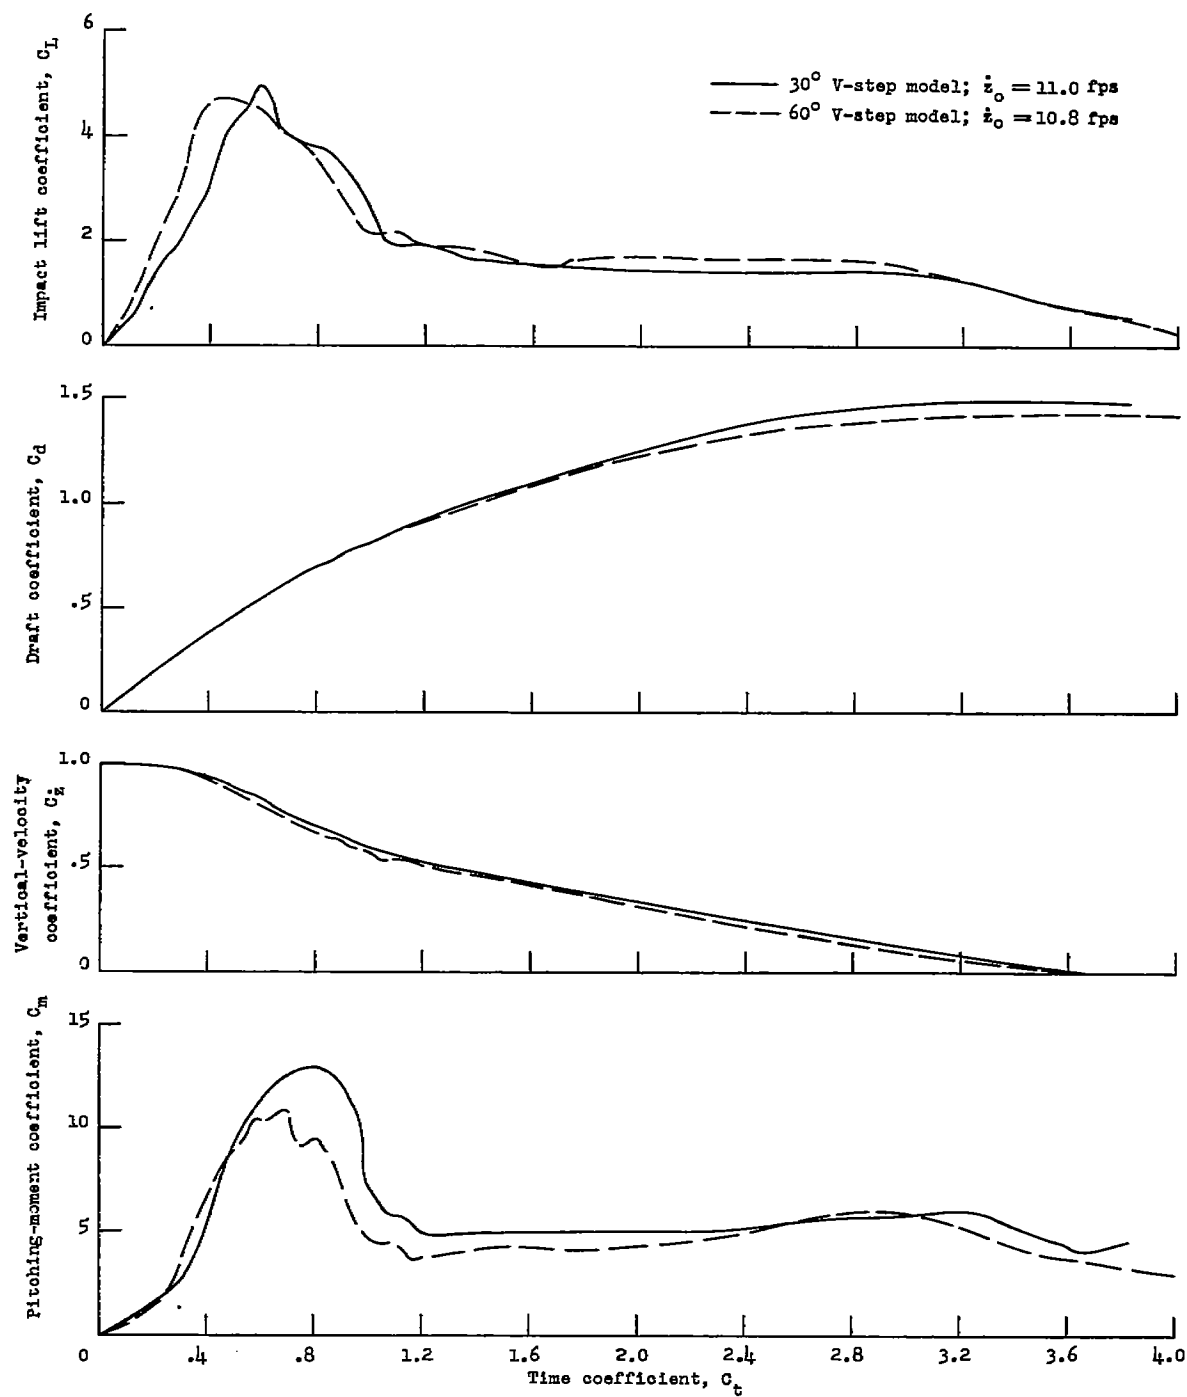 6
4
2
0
Impact lift coefficient, C_L
30° V-step model; ż_o = 11.0 fps
60° V-step model; ż_o = 10.8 fps
1.5
1.0
.5
0
Draft coefficient, C_d
1.0
.5
0
Vertical-velocity
coefficient, C_ż
15
10
5
Pitching-moment coefficient, C_m
0 .4 .8 1.2 1.6 2.0 2.4 2.8 3.2 3.6 4.0
Time coefficient, C_t